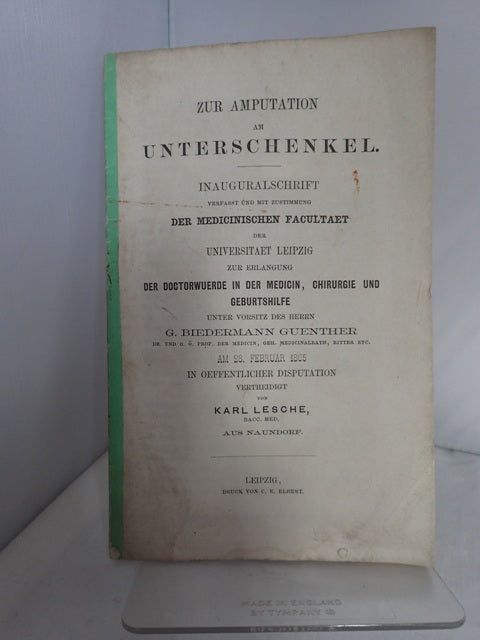 ZUR AMPUTATION
AM
UNTERSCHENKEL.
INAUGURALSCHRIFT
VERFASST UND MIT ZUSTIMMUNG
DER MEDICINISCHEN FACULTAET
DER
UNIVERSITAET LEIPZIG
ZUR ERLANGUNG
DER DOCTORWUERDE IN DER MEDICIN, CHIRURGIE UND
GEBURTSHILFE
UNTER VORSITZ DES HERRN
G. BIEDERMANN GUENTHER
DR. UND O. Ö. PROF. DER MEDICIN, GEH. MEDICINALRATH, RITTER ETC.
AM 28. FEBRUAR 1865
IN OEFFENTLICHER DISPUTATION
VERTHEIDIGT
VON
KARL LESCHE,
BACC. MED.
AUS NAUNDORF.
LEIPZIG,
DRUCK VON C. E. ELBERT.
MADE IN ENGLAND
BY TYMPANY